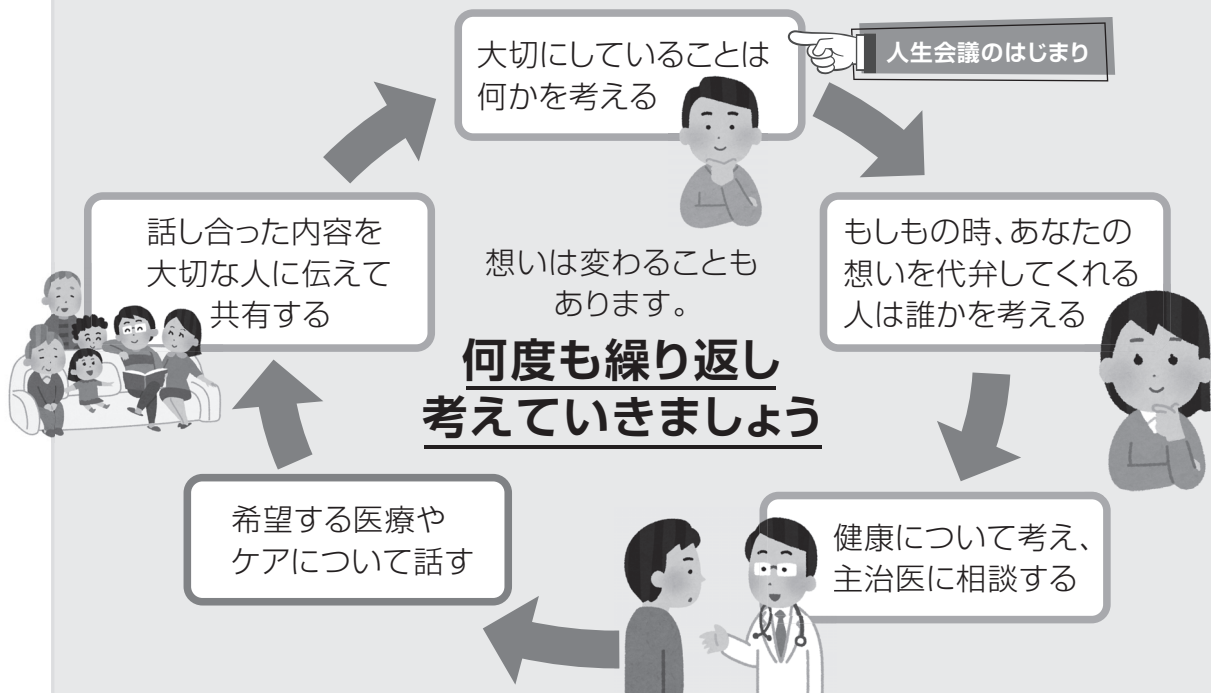 大切にしていることは
何かを考える
人生会議のはじまり
もしもの時、あなたの
想いを代弁してくれる
人は誰かを考える
健康について考え、
主治医に相談する
希望する医療や
ケアについて話す
話し合った内容を
大切な人に伝えて
共有する
想いは変わることも
あります。
何度も繰り返し
考えていきましょう